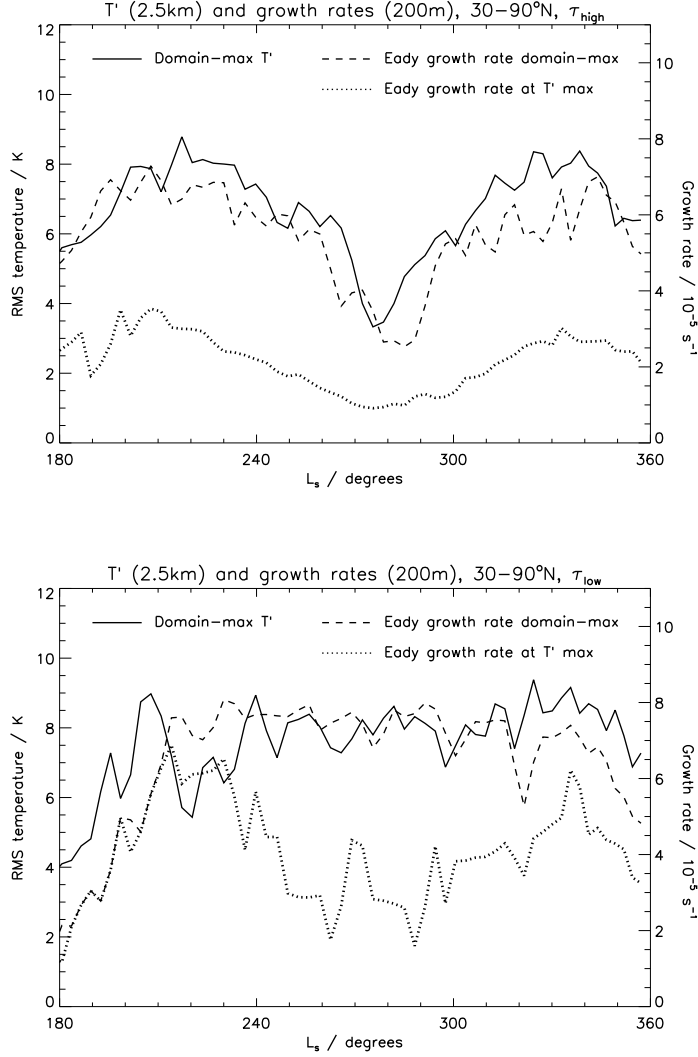 T' (2.5km) and growth rates (200m), 30−90°N, τhigh
Domain−max T'
Eady growth rate domain−max
Eady growth rate at T' max
12
10
8
6
4
2
0
RMS temperature / K
10
8
6
4
2
0
Growth rate / 10⁻⁵ s⁻¹
180 240 300 360
Ls / degrees
T' (2.5km) and growth rates (200m), 30−90°N, τlow
Domain−max T'
Eady growth rate domain−max
Eady growth rate at T' max
12
10
8
6
4
2
0
RMS temperature / K
10
8
6
4
2
0
Growth rate / 10⁻⁵ s⁻¹
180 240 300 360
Ls / degrees